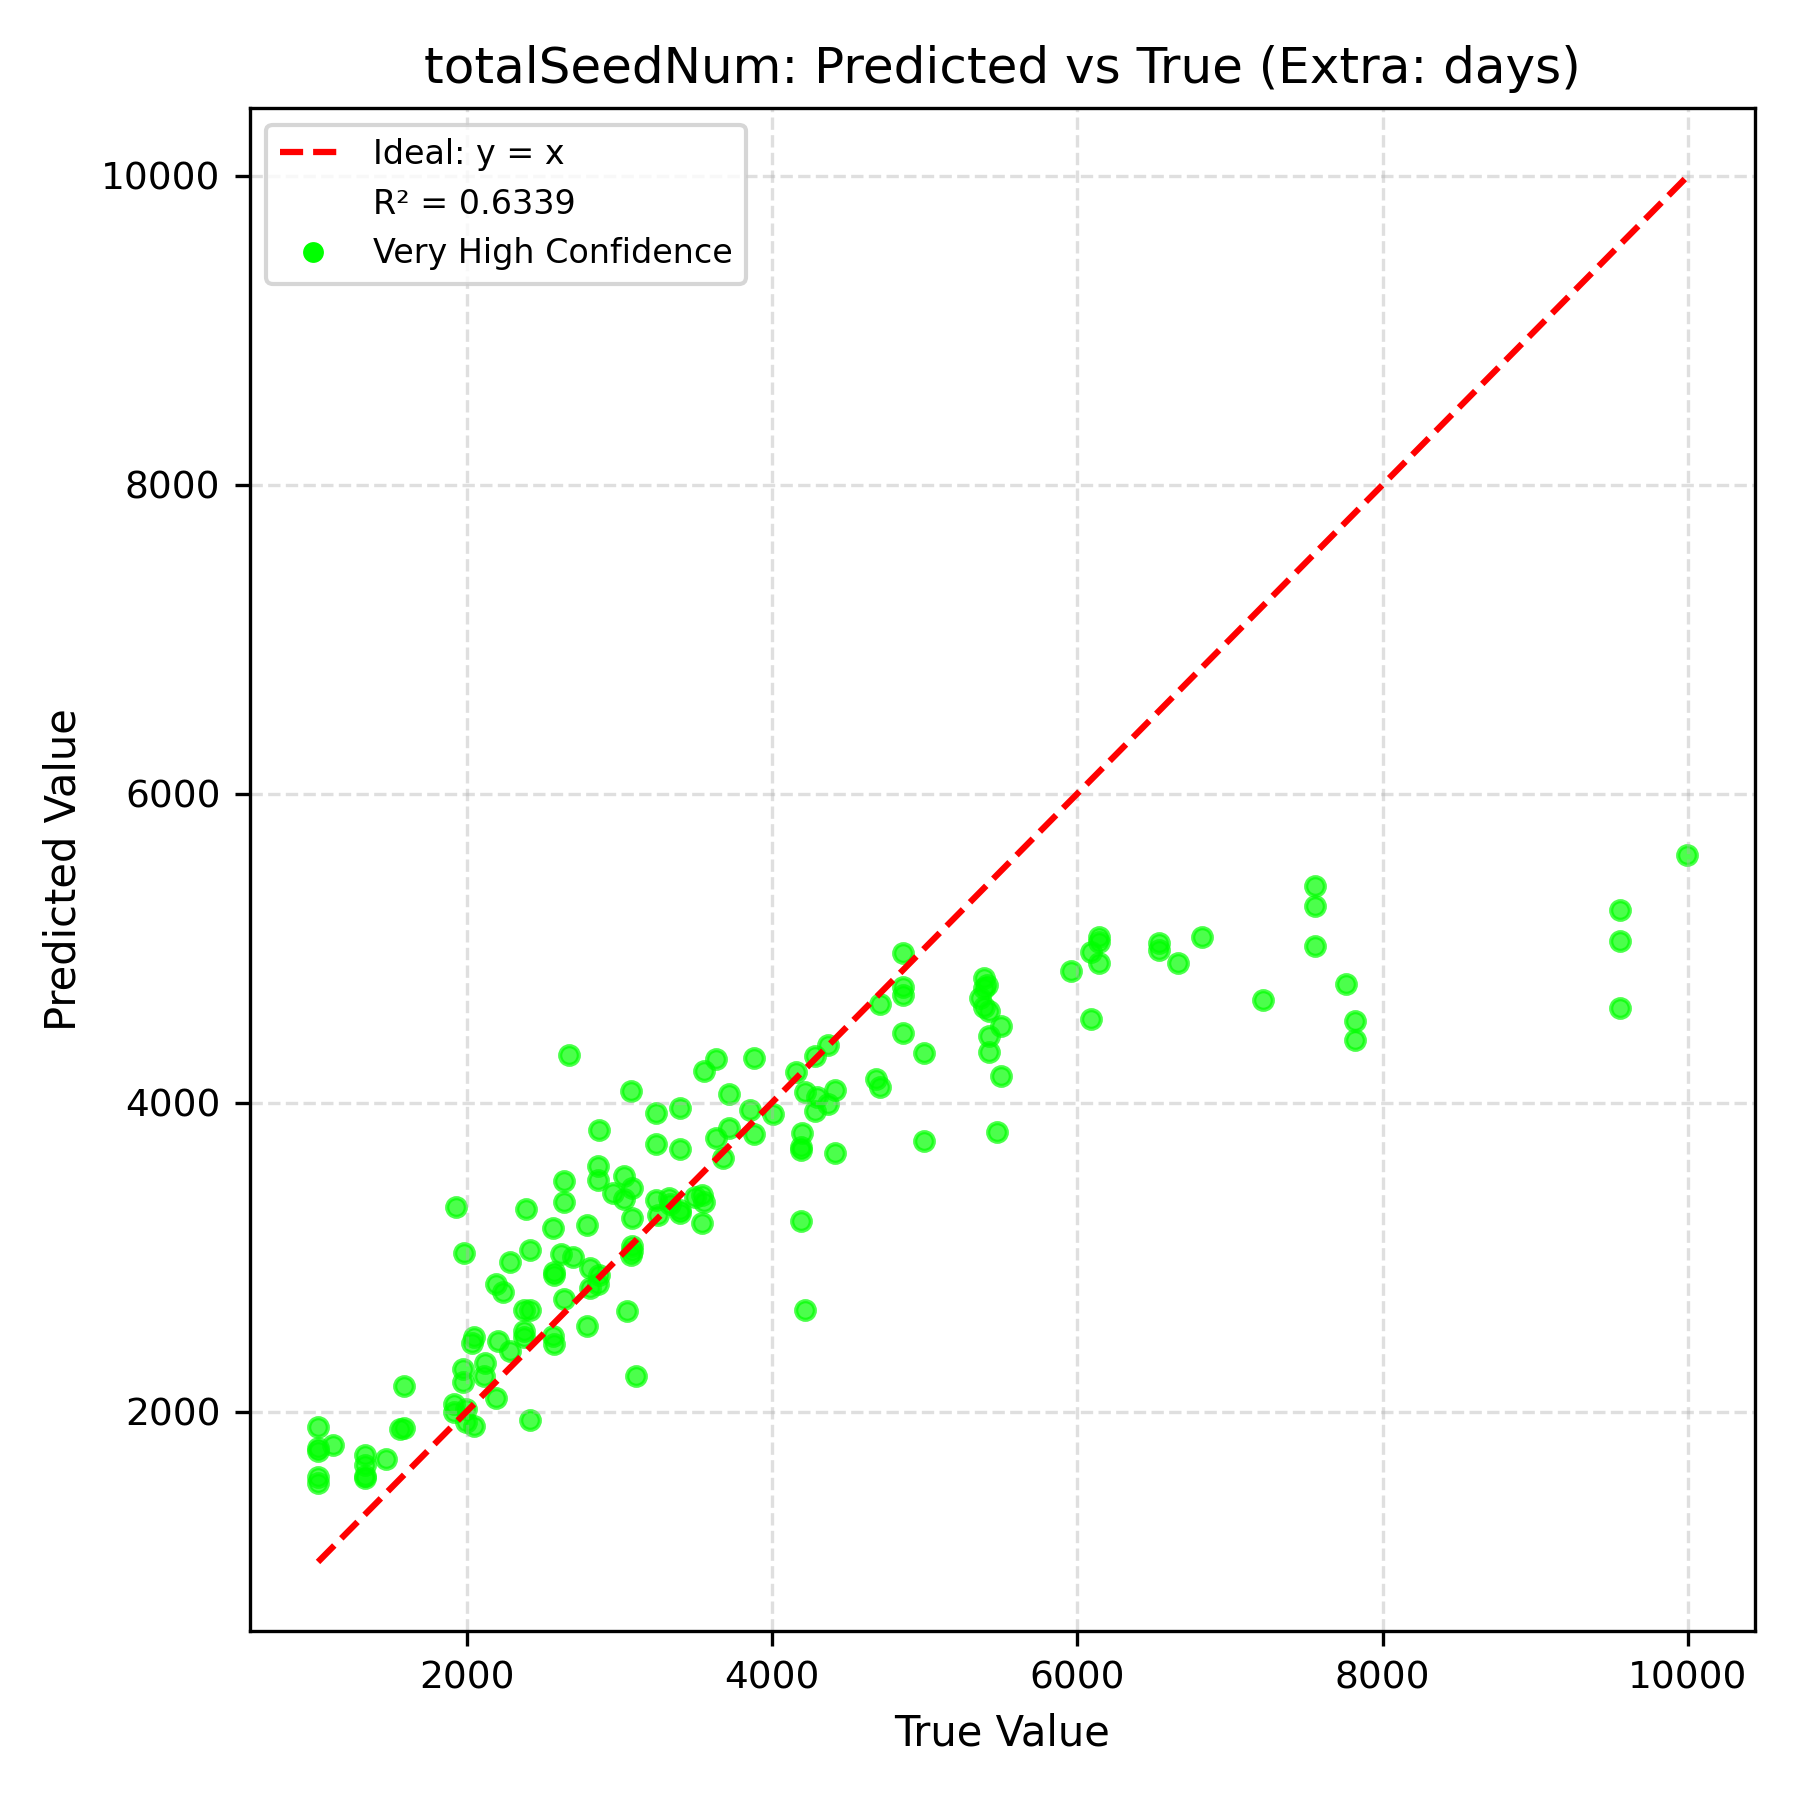 totalSeedNum: Predicted vs True (Extra: days)
Ideal: y = x
R² = 0.6339
Very High Confidence
10000
8000
6000
4000
2000
Predicted Value
2000 4000 6000 8000 10000
True Value